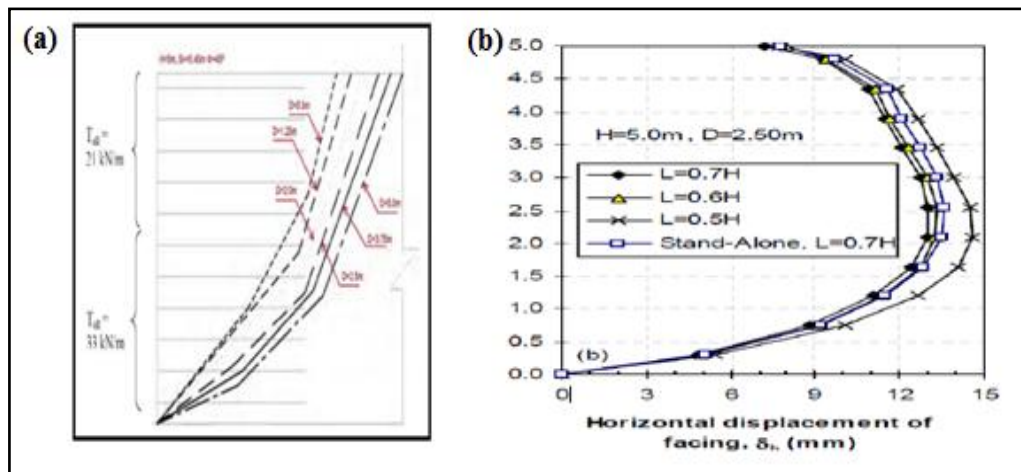 (a)
T =
21 kN/m
T =
33 kN/m
D=
(b)
5.0
4.5
4.0
3.5
3.0
2.5
2.0
1.5
1.0
0.5
0.0
H=5.0m, D=2.50m
L=0.7H
L=0.6H
L=0.5H
Stand-Alone, L=0.7H
(b)
0
3
6
9
12
15
Horizontal displacement of
facing, δh (mm)